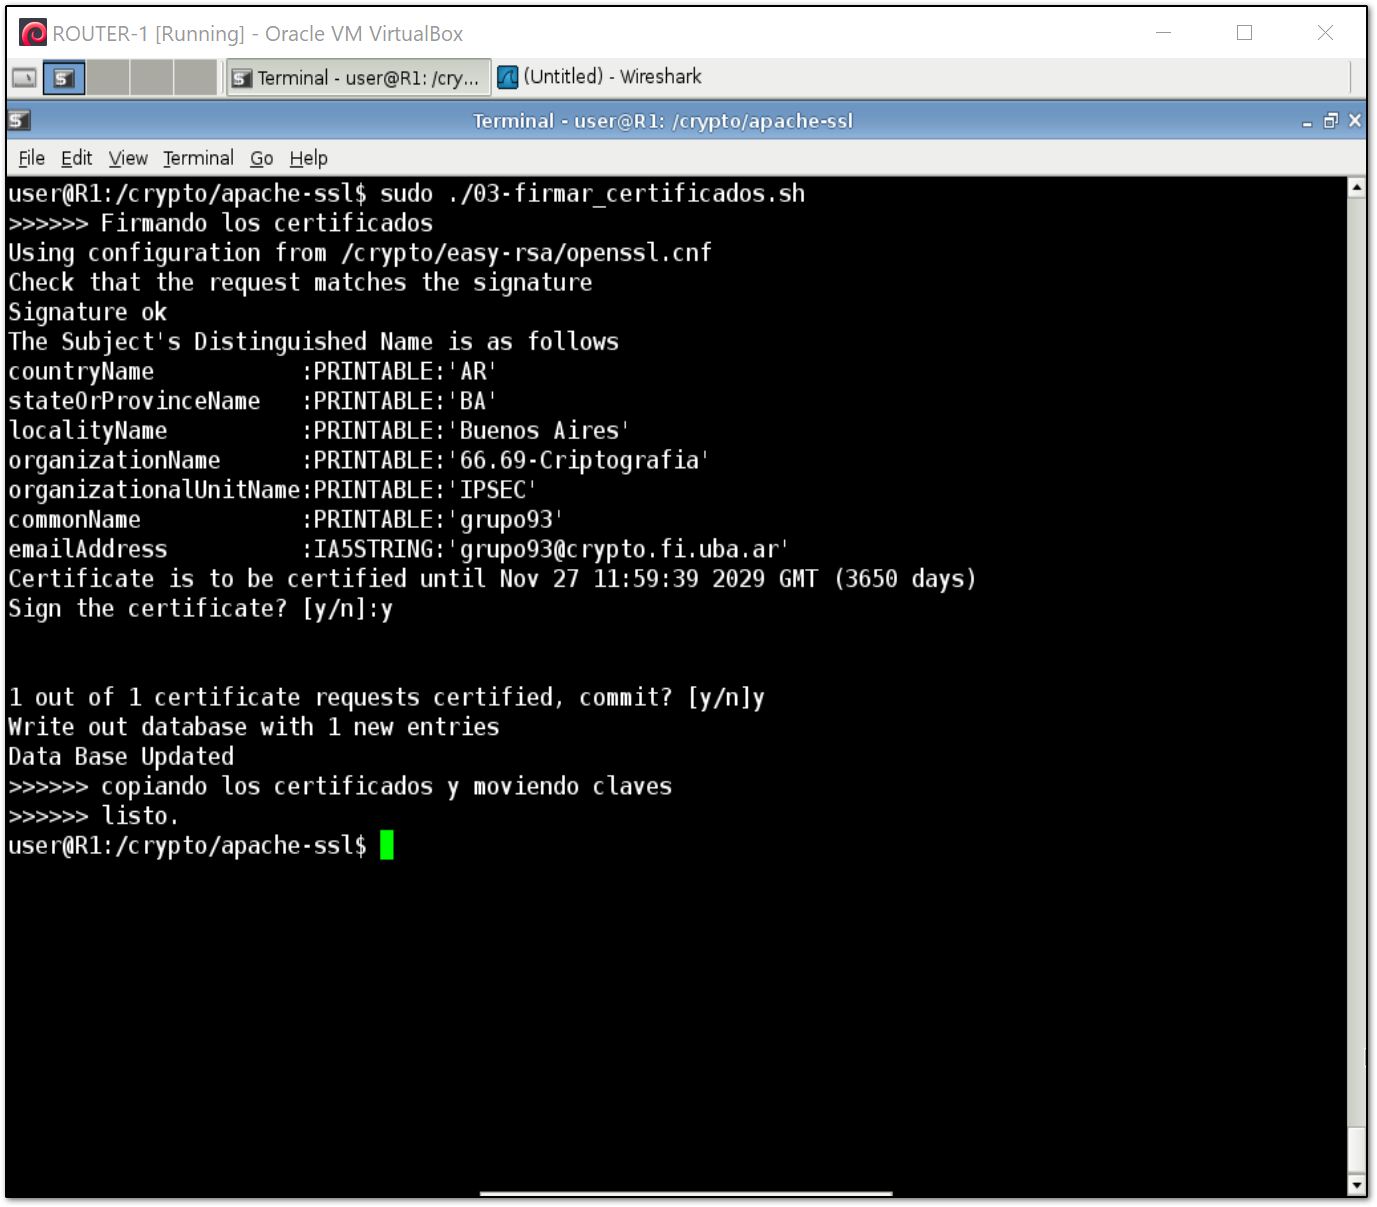 ROUTER-1 [Running] - Oracle VM VirtualBox
Terminal - user@R1: /cry... (Untitled) - Wireshark
Terminal - user@R1: /crypto/apache-ssl
File Edit View Terminal Go Help
user@R1:/crypto/apache-ssl$ sudo ./03-firmar_certificados.sh
>>>>>> Firmando los certificados
Using configuration from /crypto/easy-rsa/openssl.cnf
Check that the request matches the signature
Signature ok
The Subject's Distinguished Name is as follows
countryName           :PRINTABLE:'AR'
stateOrProvinceName   :PRINTABLE:'BA'
localityName          :PRINTABLE:'Buenos Aires'
organizationName      :PRINTABLE:'66.69-Criptografia'
organizationalUnitName:PRINTABLE:'IPSEC'
commonName            :PRINTABLE:'grupo93'
emailAddress          :IA5STRING:'grupo93@crypto.fi.uba.ar'
Certificate is to be certified until Nov 27 11:59:39 2029 GMT (3650 days)
Sign the certificate? [y/n]:y
1 out of 1 certificate requests certified, commit? [y/n]y
Write out database with 1 new entries
Data Base Updated
>>>>>> copiando los certificados y moviendo claves
>>>>>> listo.
user@R1:/crypto/apache-ssl$